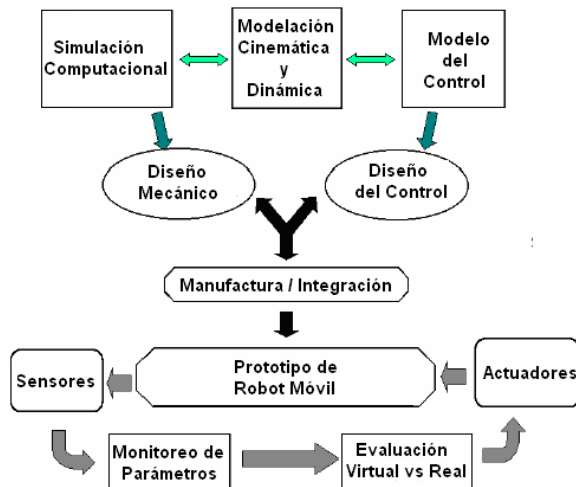 Simulación
Computacional
Modelación
Cinemática
y
Dinámica
Modelo
del
Control
Diseño
Mecánico
Diseño
del Control
Manufactura / Integración
Sensores
Prototipo de
Robot Móvil
Actuadores
Monitoreo de
Parámetros
Evaluación
Virtual vs Real